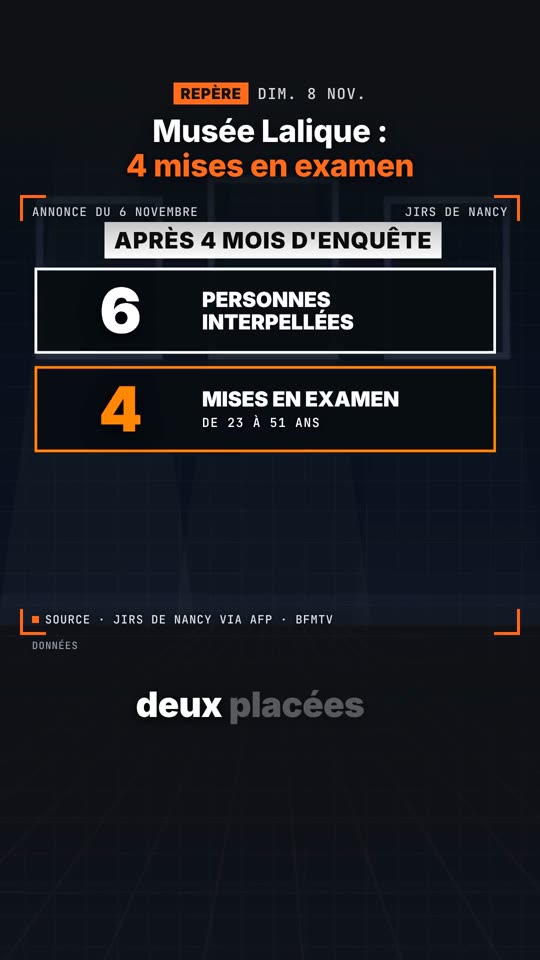 REPÈRE DIM. 8 NOV.
Musée Lalique :
4 mises en examen
ANNONCE DU 6 NOVEMBRE JIRS DE NANCY
APRÈS 4 MOIS D'ENQUÊTE
6 PERSONNES
INTERPELLÉES
4 MISES EN EXAMEN
DE 23 À 51 ANS
SOURCE · JIRS DE NANCY VIA AFP · BFMTV
DONNÉES
deux placées